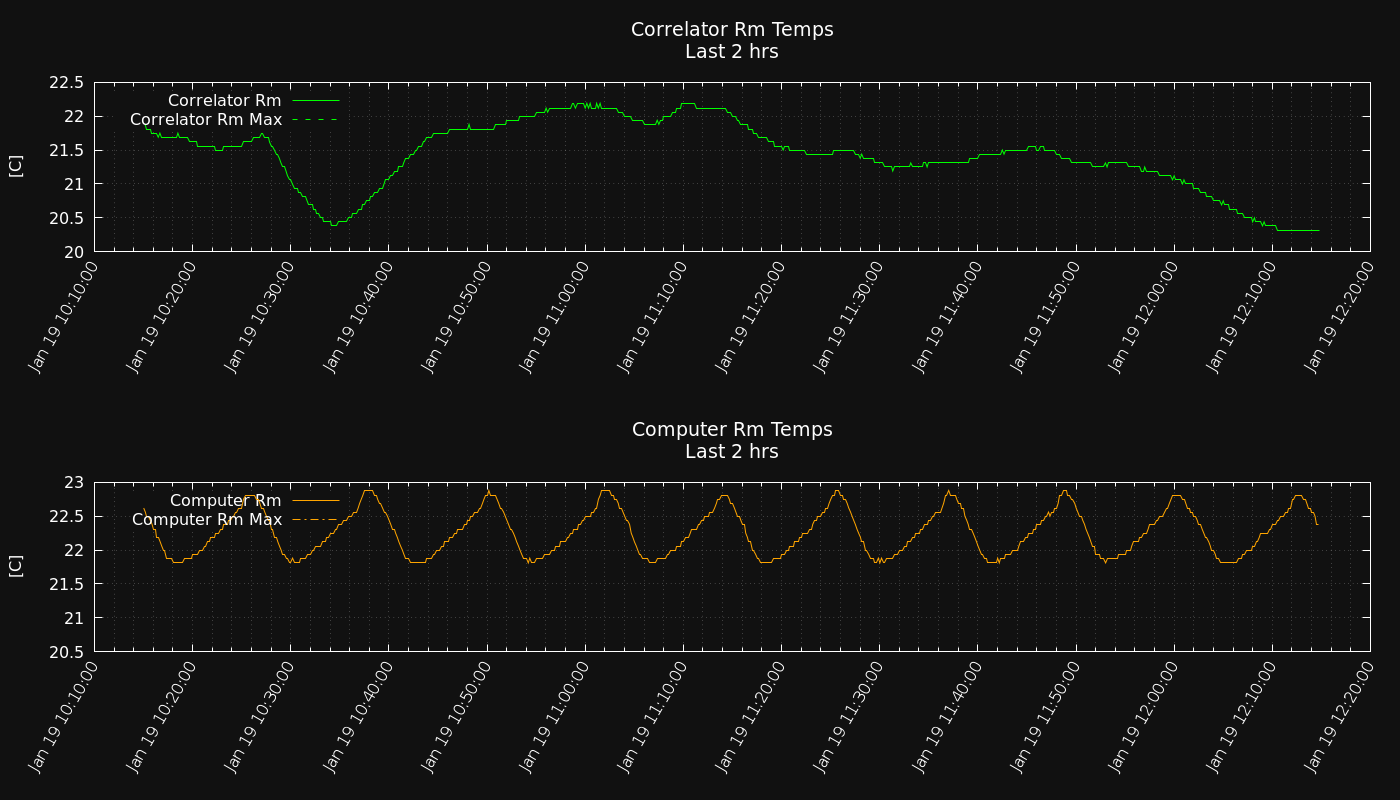 Correlator Rm Temps
Last 2 hrs
22.5
22
21.5
21
20.5
20
[C]
Correlator Rm
Correlator Rm Max
Jan 19 10:10:00
Jan 19 10:20:00
Jan 19 10:30:00
Jan 19 10:40:00
Jan 19 10:50:00
Jan 19 11:00:00
Jan 19 11:10:00
Jan 19 11:20:00
Jan 19 11:30:00
Jan 19 11:40:00
Jan 19 11:50:00
Jan 19 12:00:00
Jan 19 12:10:00
Jan 19 12:20:00
Computer Rm Temps
Last 2 hrs
23
22.5
22
21.5
21
20.5
[C]
Computer Rm
Computer Rm Max
Jan 19 10:10:00
Jan 19 10:20:00
Jan 19 10:30:00
Jan 19 10:40:00
Jan 19 10:50:00
Jan 19 11:00:00
Jan 19 11:10:00
Jan 19 11:20:00
Jan 19 11:30:00
Jan 19 11:40:00
Jan 19 11:50:00
Jan 19 12:00:00
Jan 19 12:10:00
Jan 19 12:20:00